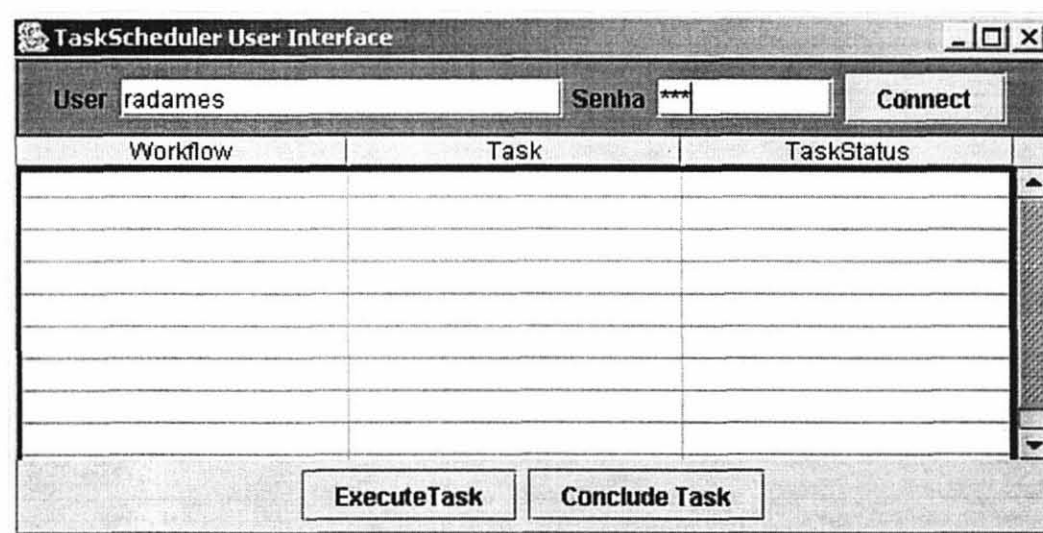 TaskScheduler User Interface
User radames Senha *** Connect
Workflow Task TaskStatus
ExecuteTask Conclude Task